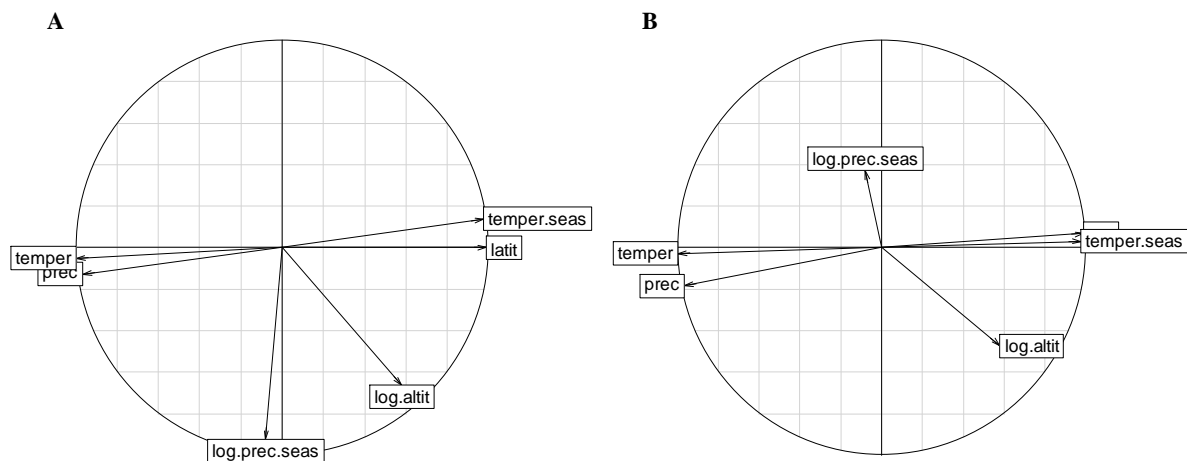 A
temper.seas
latit
temper
prec
log.altit
log.prec.seas
B
log.prec.seas
temper.seas
temper
prec
log.altit